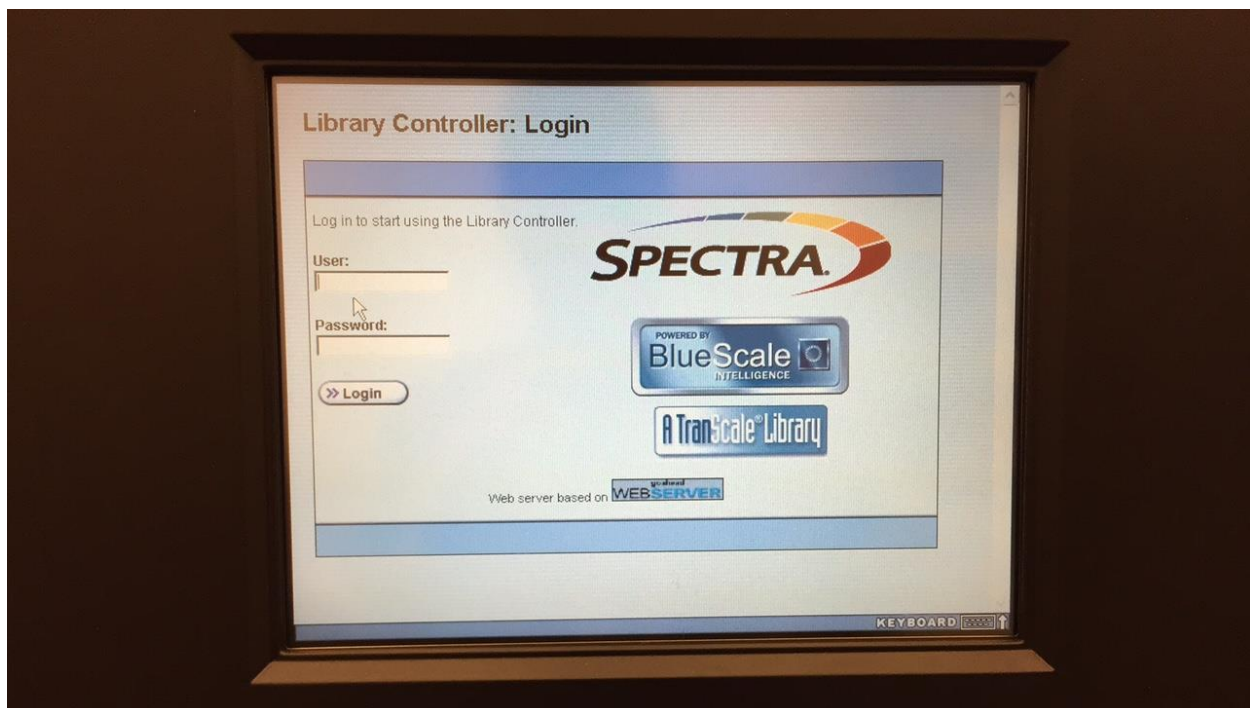 Library Controller: Login
Log in to start using the Library Controller.
User:
Password:
Login
SPECTRA.
POWERED BY
BlueScale
INTELLIGENCE
A TranScale® Library
Web server based on
goahead
WEBSERVER
KEYBOARD